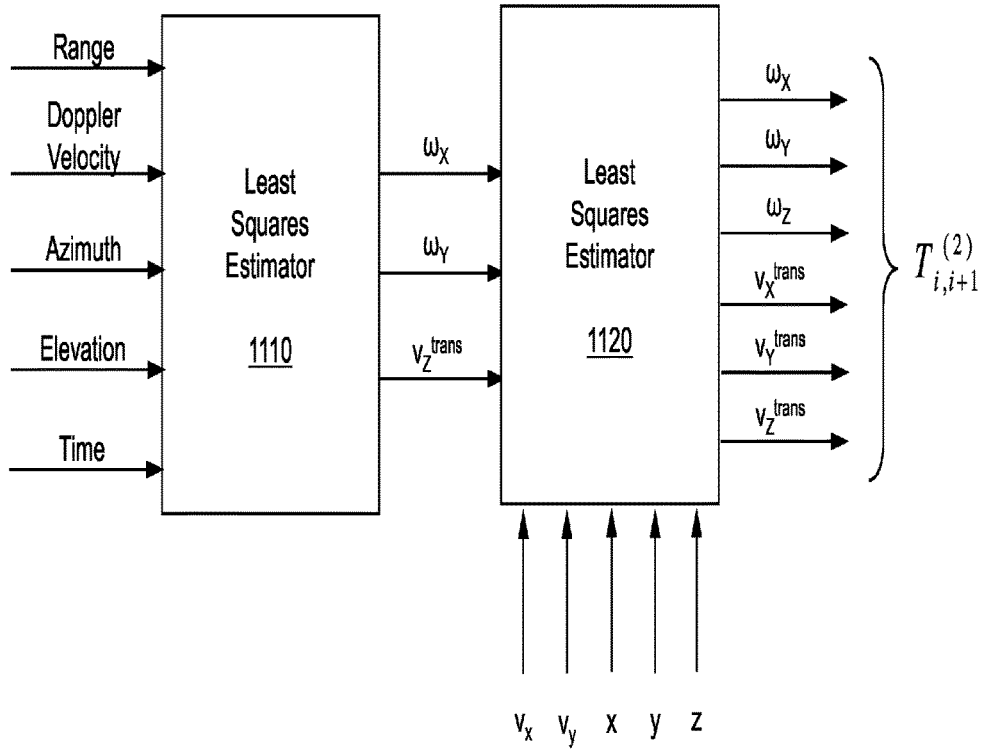 Range
Doppler
Velocity
Azimuth
Elevation
Time
Least
Squares
Estimator
1110
ωX
ωY
vZtrans
Least
Squares
Estimator
1120
ωX
ωY
ωZ
vXtrans
vYtrans
vZtrans
T(2)i,i+1
vx vy x y z